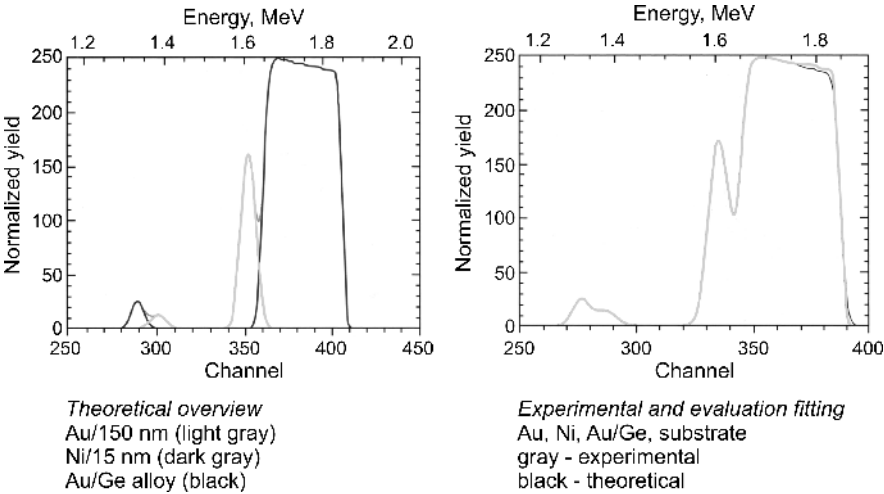 Energy, MeV
1.2 1.4 1.6 1.8 2.0
Normalized yield
250
200
150
100
50
0
250 300 350 400 450
Channel
Theoretical overview
Au/150 nm (light gray)
Ni/15 nm (dark gray)
Au/Ge alloy (black)
Energy, MeV
1.2 1.4 1.6 1.8
Normalized yield
250
200
150
100
50
0
250 300 350 400
Channel
Experimental and evaluation fitting
Au, Ni, Au/Ge, substrate
gray - experimental
black - theoretical